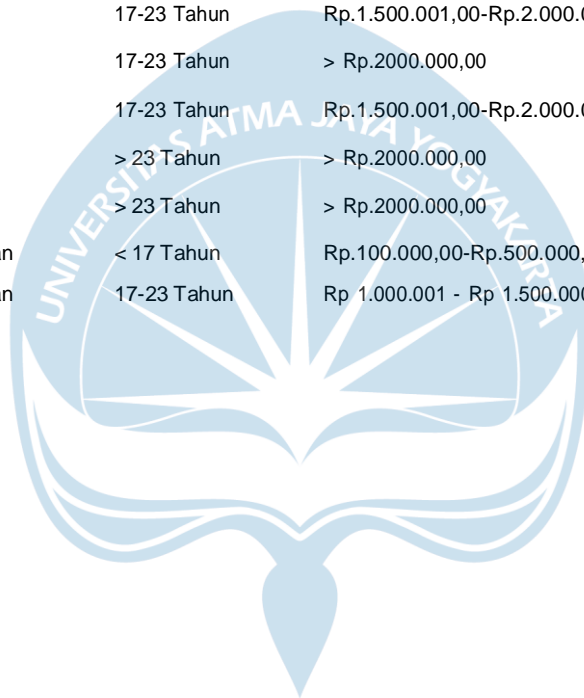 17-23 Tahun Rp.1.500.001,00-Rp.2.000.0
17-23 Tahun > Rp.2000.000,00
17-23 Tahun Rp.1.500.001,00-Rp.2.000.0
> 23 Tahun > Rp.2000.000,00
> 23 Tahun > Rp.2000.000,00
an < 17 Tahun Rp.100.000,00-Rp.500.000,
an 17-23 Tahun Rp 1.000.001 - Rp 1.500.000
UNIVERSITAS ATMA JAYA YOGYAKARTA